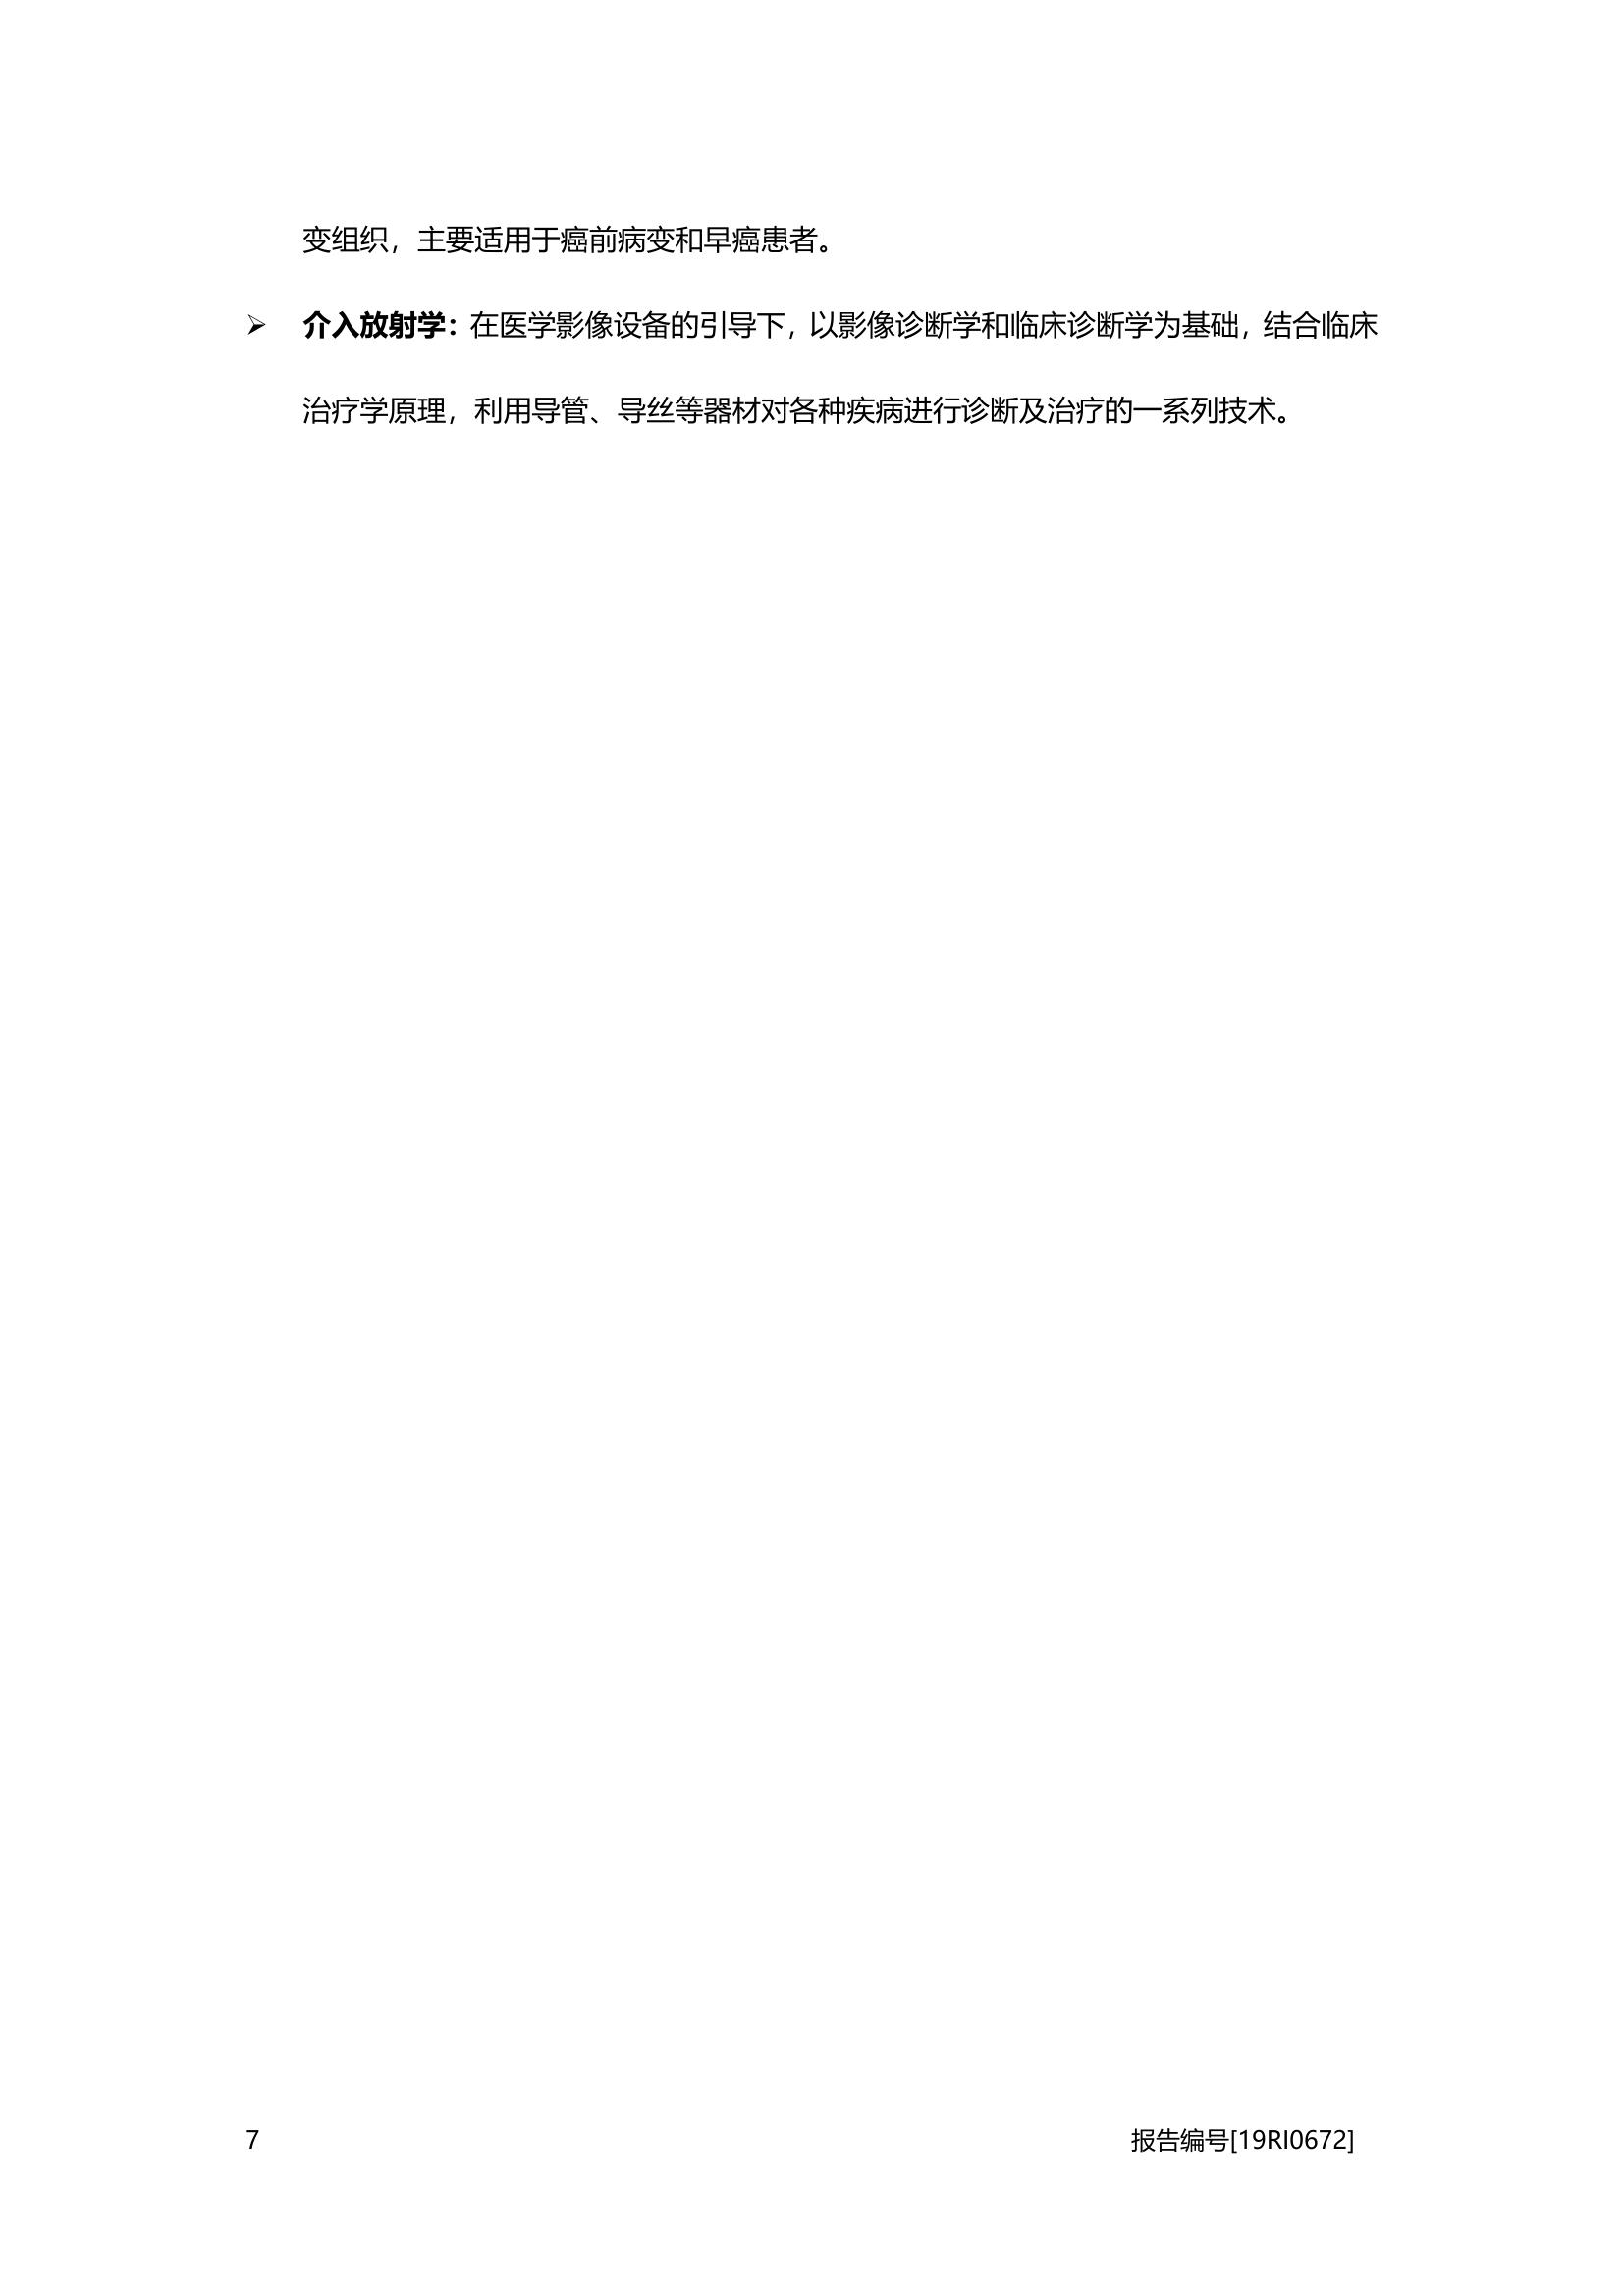 变组织，主要适用于癌前病变和早癌患者。
➢ 介入放射学：在医学影像设备的引导下，以影像诊断学和临床诊断学为基础，结合临床
治疗学原理，利用导管、导丝等器材对各种疾病进行诊断及治疗的一系列技术。
7 报告编号[19RI0672]